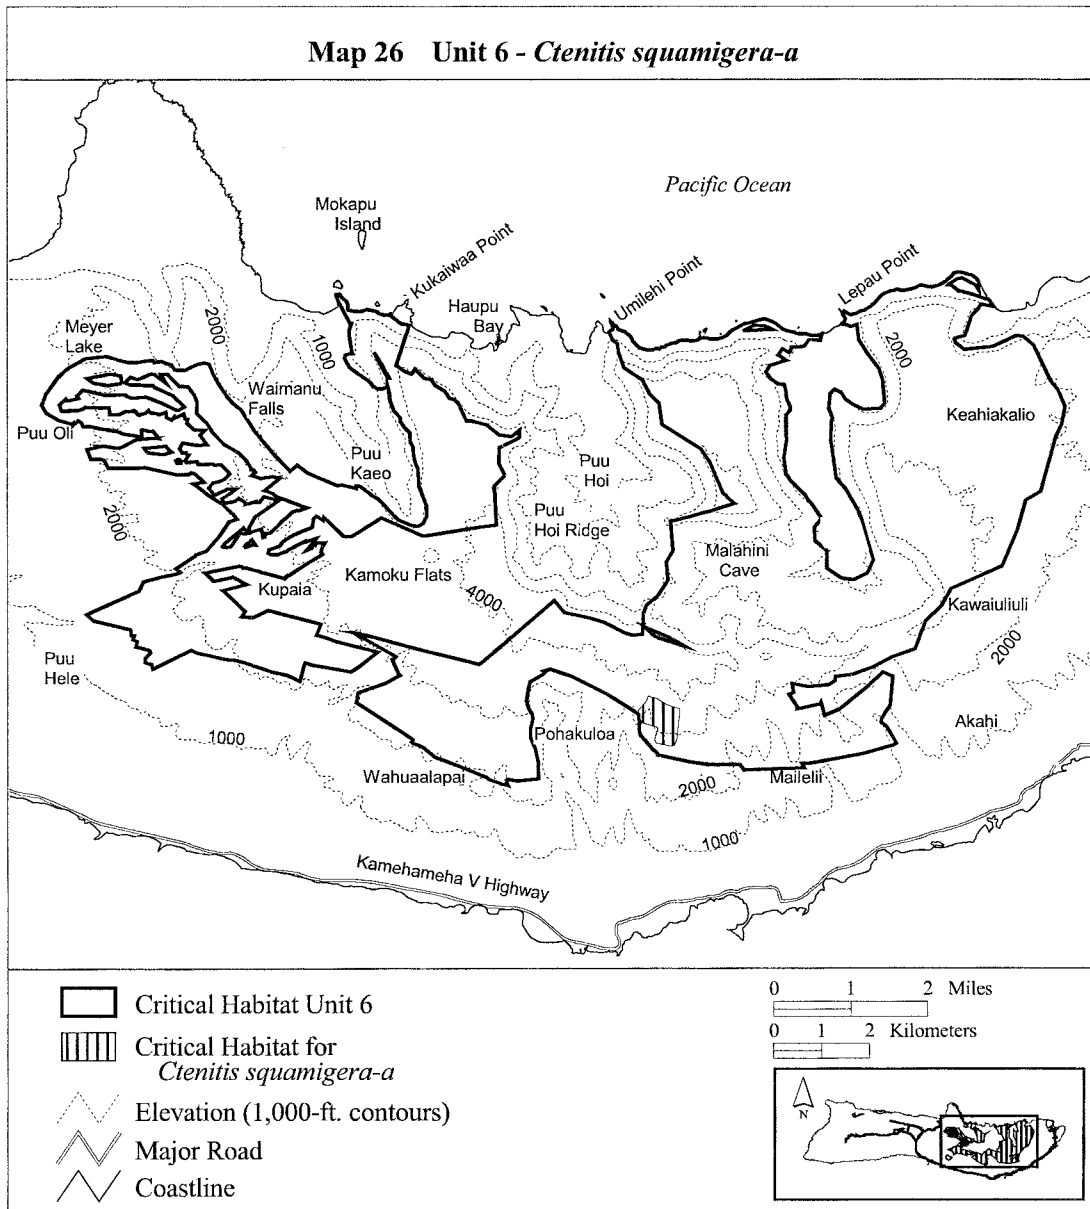 Map 26 Unit 6 - Ctenitis squamigera-a
Pacific Ocean
Mokapu
Island
Kukaiwaa Point
Haupu
Bay
Umilehi Point
Lepau Point
Meyer
Lake
2000
1000
2000
Waimanu
Falls
Keahiakalio
Puu Oli
Puu
Kaeo
Puu
Hoi
2000
Puu
Hoi Ridge
Malahini
Cave
Kamoku Flats
Kupaia
4000
Kawaiuliuli
2000
Puu
Hele
1000
Pohakuloa
Akahi
Wahuaalapai
2000
Mailelii
1000
Kamehameha V Highway
Critical Habitat Unit 6
Critical Habitat for
Ctenitis squamigera-a
Elevation (1,000-ft. contours)
Major Road
Coastline
0 1 2 Miles
0 1 2 Kilometers
N